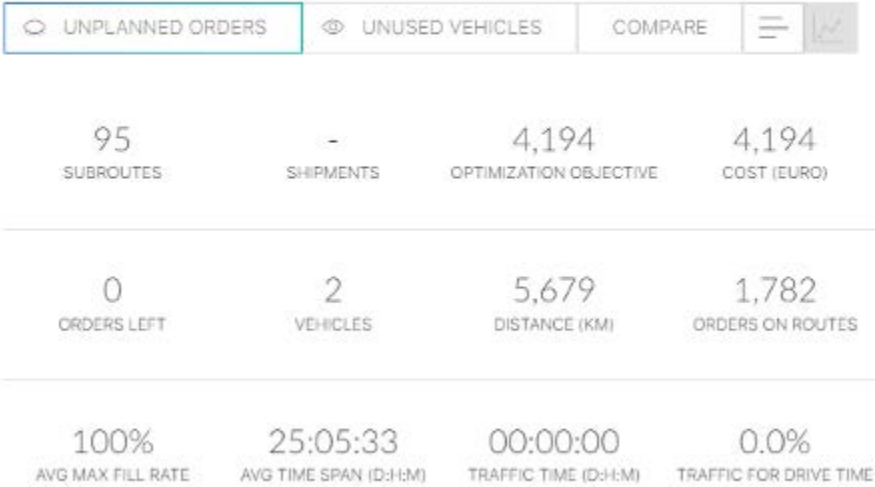 UNPLANNED ORDERS UNUSED VEHICLES COMPARE
95 - 4,194 4,194
SUBROUTES SHIPMENTS OPTIMIZATION OBJECTIVE COST (EURO)
0 2 5,679 1,782
ORDERS LEFT VEHICLES DISTANCE (KM) ORDERS ON ROUTES
100% 25:05:33 00:00:00 0.0%
AVG MAX FILL RATE AVG TIME SPAN (D:H:M) TRAFFIC TIME (D:H:M) TRAFFIC FOR DRIVE TIME